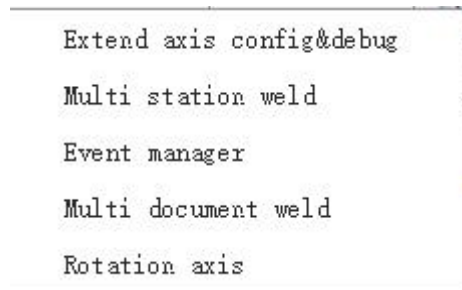 Extend axis config&debug
Multi station weld
Event manager
Multi document weld
Rotation axis